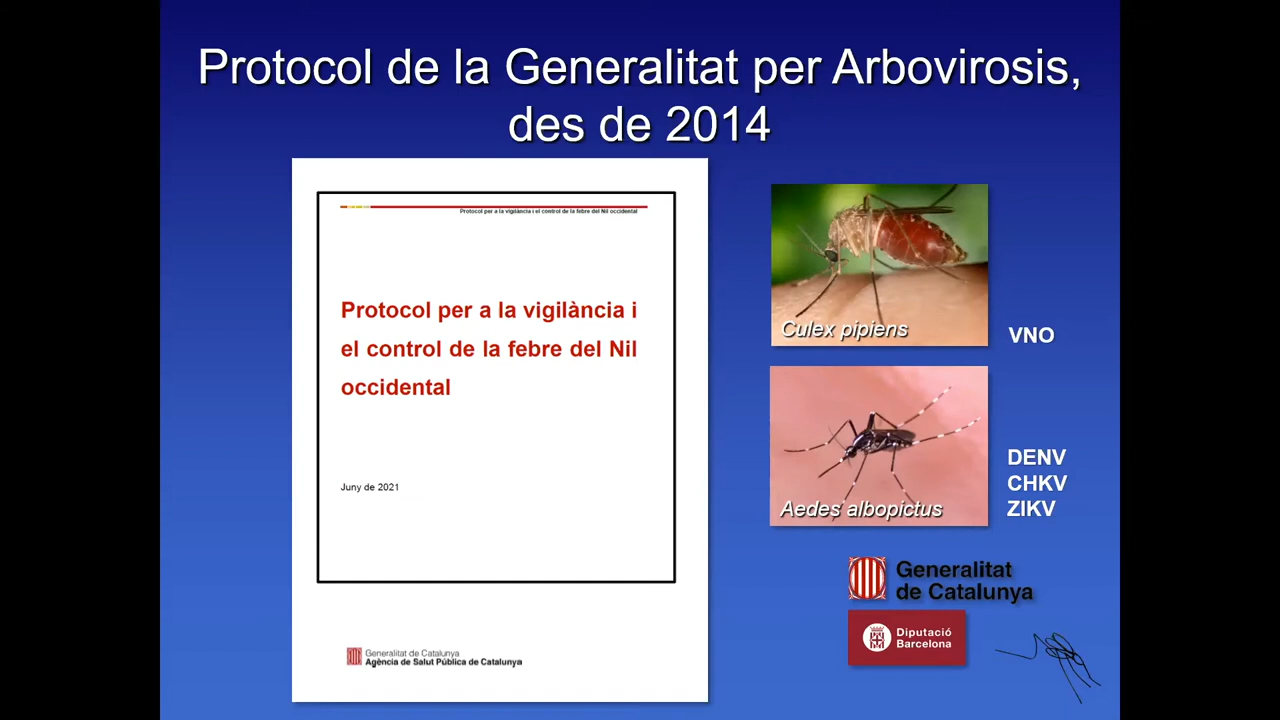 Protocol de la Generalitat per Arbovirosis,
des de 2014
Protocol per a la vigilància i el control de la febre del Nil occidental
Protocol per a la vigilància i
el control de la febre del Nil
occidental
Juny de 2021
Generalitat de Catalunya
Agència de Salut Pública de Catalunya
Culex pipiens
VNO
Aedes albopictus
DENV
CHKV
ZIKV
Generalitat
de Catalunya
Diputació
Barcelona